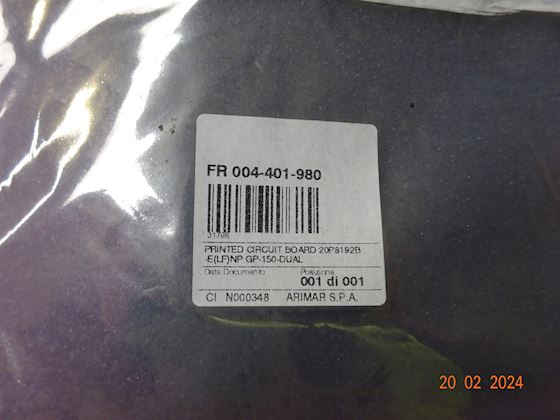 FR 004-401-980
31798
PRINTED CIRCUIT BOARD 20P8192B
-E(LF)NP GP-150-DUAL
Data Documento Posizione
001 di 001
CI N000348 ARIMAR S.P.A.
20 02 2024